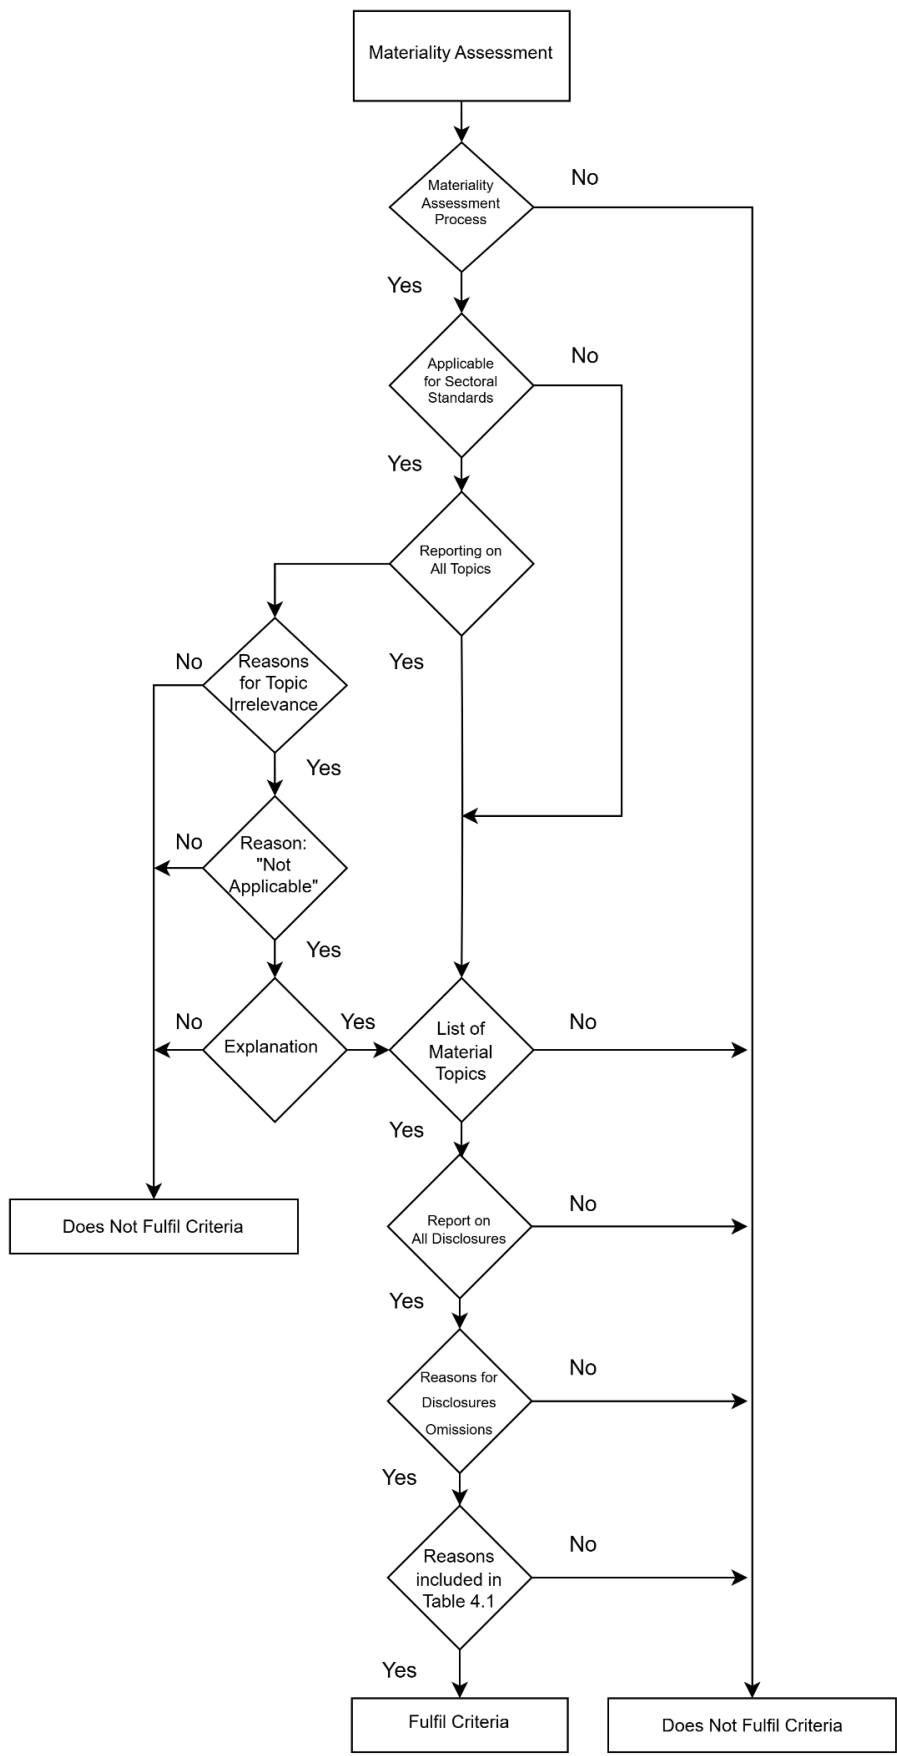 Materiality Assessment
Materiality
Assessment
Process
No
Yes
Applicable
for Sectoral
Standards
No
Yes
Reporting on
All Topics
Yes
No
Reasons
for Topic
Irrelevance
Yes
No
Reason:
"Not
Applicable"
Yes
No
Explanation
Yes
List of
Material
Topics
No
Yes
Does Not Fulfil Criteria
Report on
All Disclosures
No
Yes
Reasons for
Disclosures
Omissions
No
Yes
Reasons
included in
Table 4.1
No
Yes
Fulfil Criteria
Does Not Fulfil Criteria